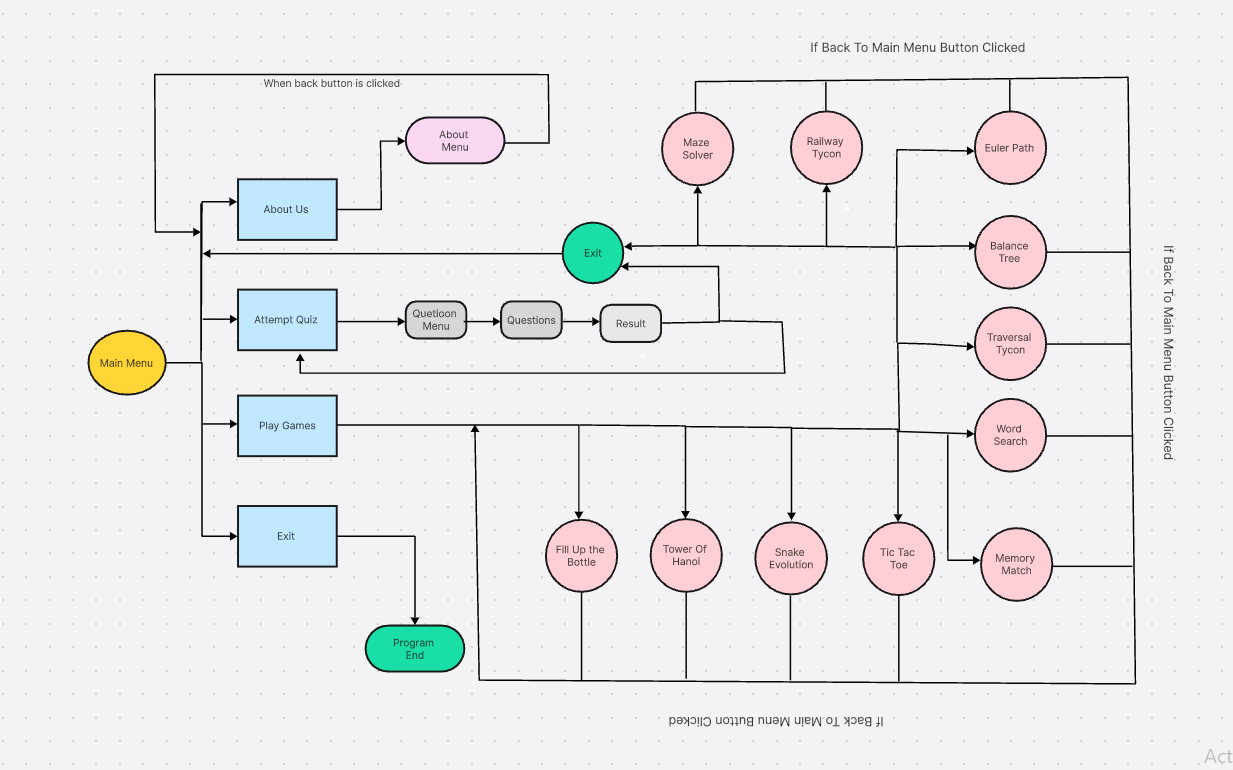 If Back To Main Menu Button Clicked
When back button is clicked
About
Menu
Maze
Solver
Railway
Tycon
Euler Path
About Us
Exit
Balance
Tree
Attempt Quiz
Quetioon
Menu
Questions
Result
Traversal
Tycon
Main Menu
Play Games
Word
Search
If Back To Main Menu Button Clicked
Exit
Fill Up the
Bottle
Tower Of
Hanoi
Snake
Evolution
Tic Tac
Toe
Memory
Match
Program
End
If Back To Main Menu Button Clicked
Act